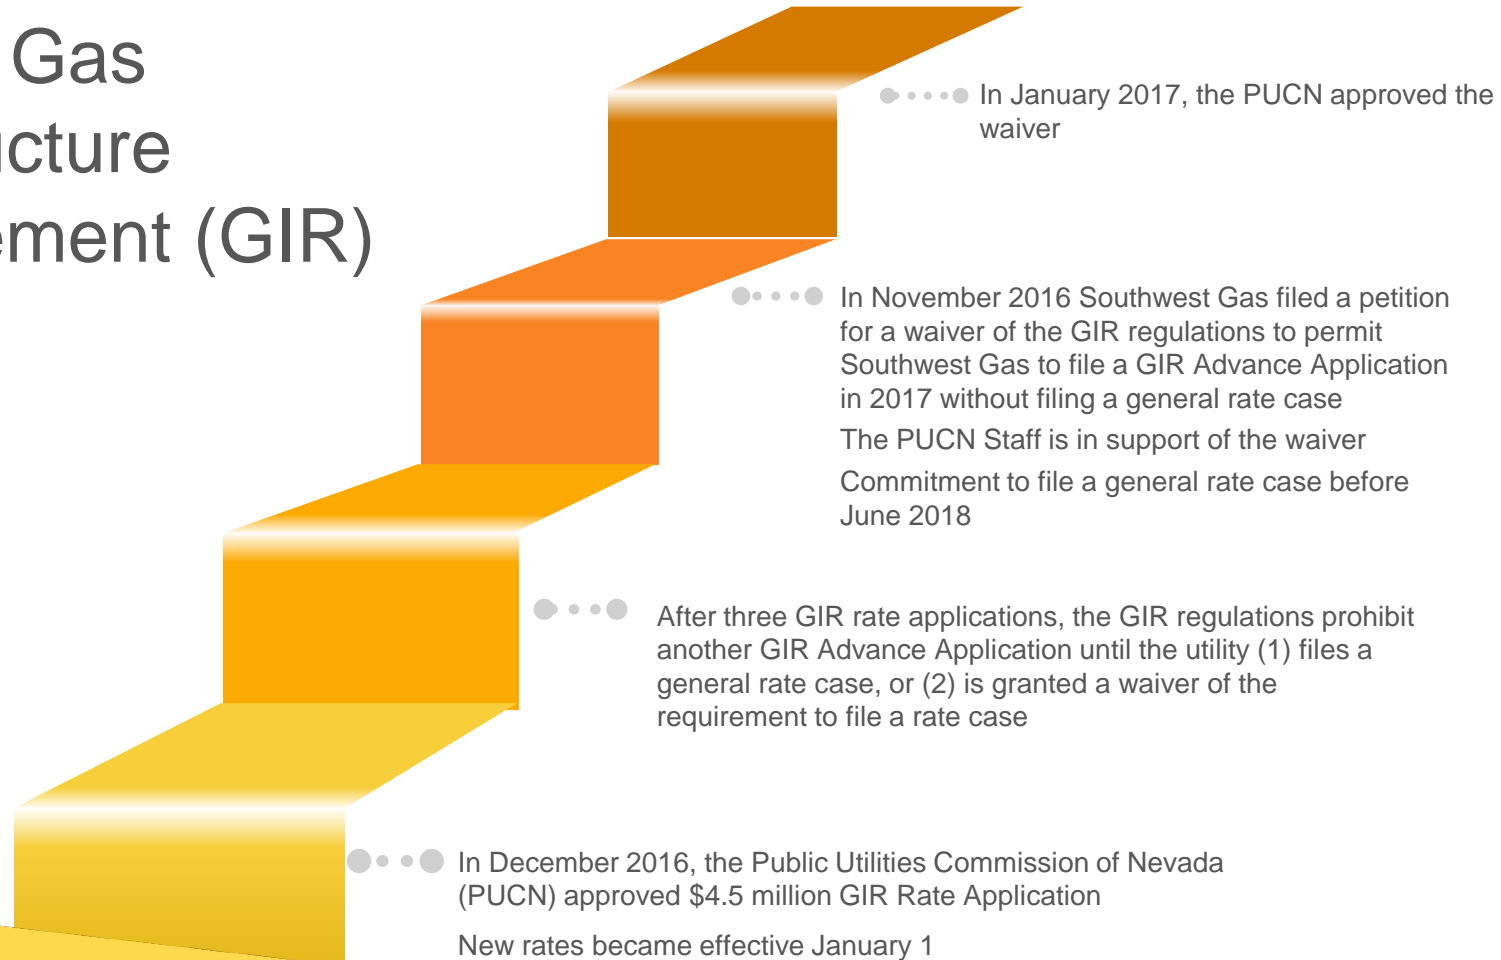 Gas
ucture
ement (GIR)
In January 2017, the PUCN approved the
waiver
In November 2016 Southwest Gas filed a petition
for a waiver of the GIR regulations to permit
Southwest Gas to file a GIR Advance Application
in 2017 without filing a general rate case
The PUCN Staff is in support of the waiver
Commitment to file a general rate case before
June 2018
After three GIR rate applications, the GIR regulations prohibit
another GIR Advance Application until the utility (1) files a
general rate case, or (2) is granted a waiver of the
requirement to file a rate case
In December 2016, the Public Utilities Commission of Nevada
(PUCN) approved $4.5 million GIR Rate Application
New rates became effective January 1